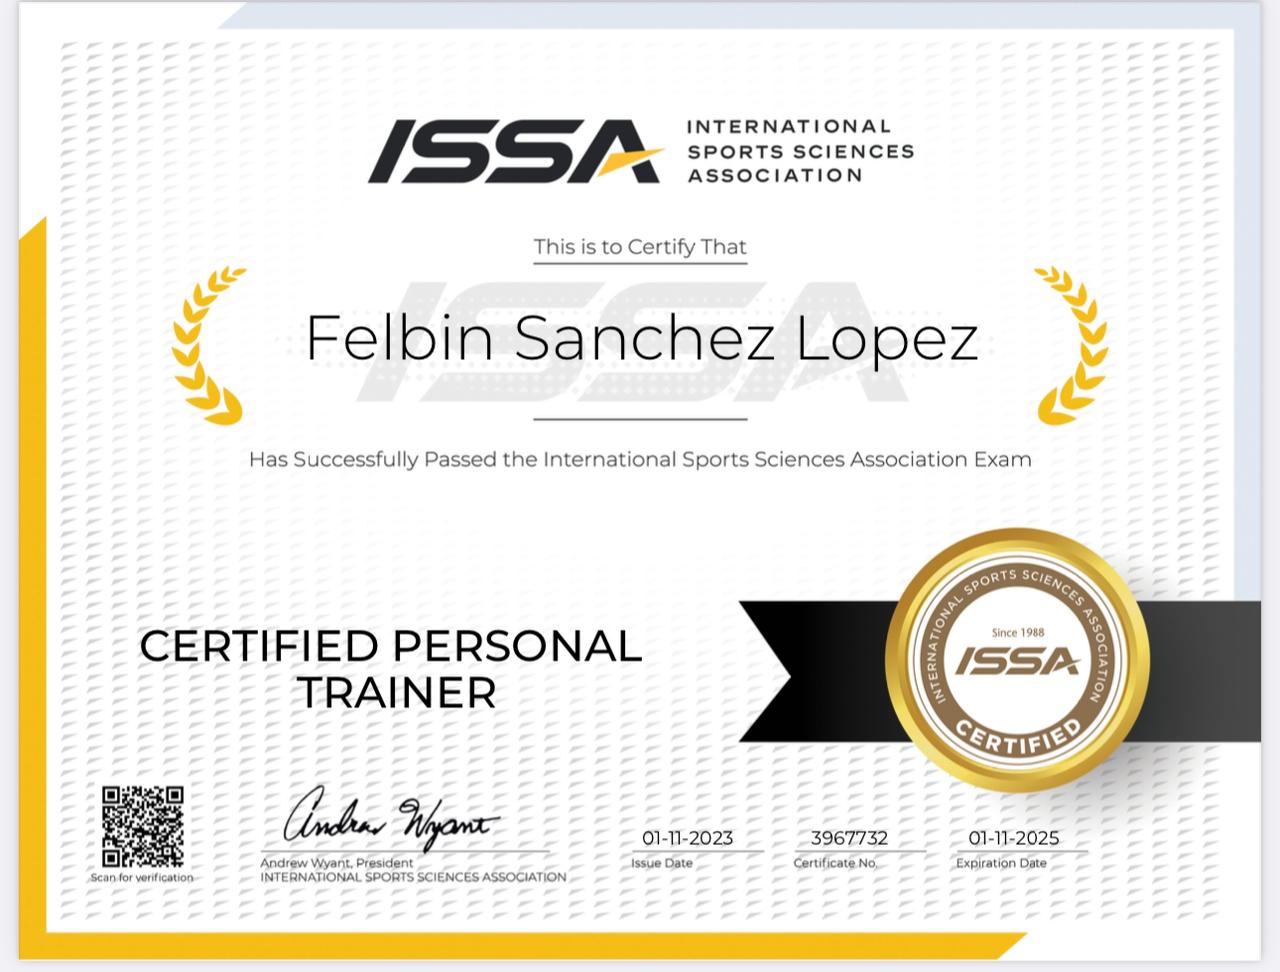 ISSA
INTERNATIONAL
SPORTS SCIENCES
ASSOCIATION
This is to Certify That
ISSA
Felbin Sanchez Lopez
Has Successfully Passed the International Sports Sciences Association Exam
CERTIFIED PERSONAL
TRAINER
INTERNATIONAL SPORTS SCIENCES ASSOCIATION
Since 1988
ISSA
CERTIFIED
Andrew Wyant
01-11-2023
3967732
01-11-2025
Andrew Wyant, President
Issue Date
Certificate No.
Expiration Date
Scan for verification
INTERNATIONAL SPORTS SCIENCES ASSOCIATION